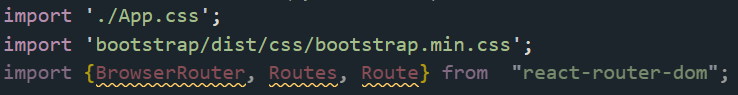 import './App.css';
import 'bootstrap/dist/css/bootstrap.min.css';
import {BrowserRouter, Routes, Route} from  "react-router-dom";